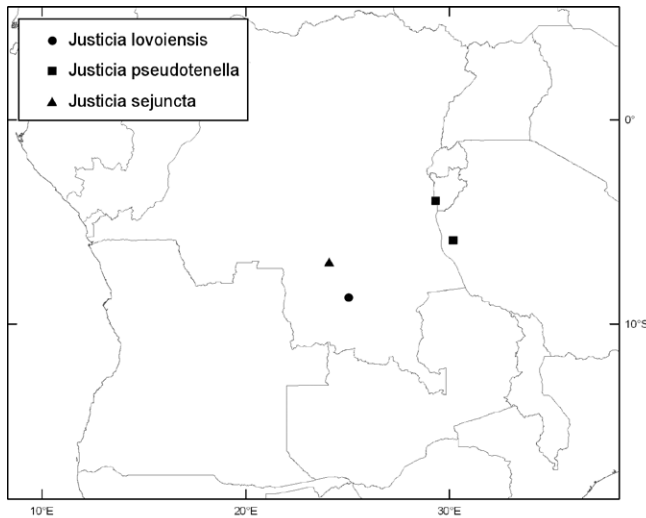 Justicia lovoiensis
Justicia pseudotenella
Justicia sejuncta
0°
10°S
10°E
20°E
30°E